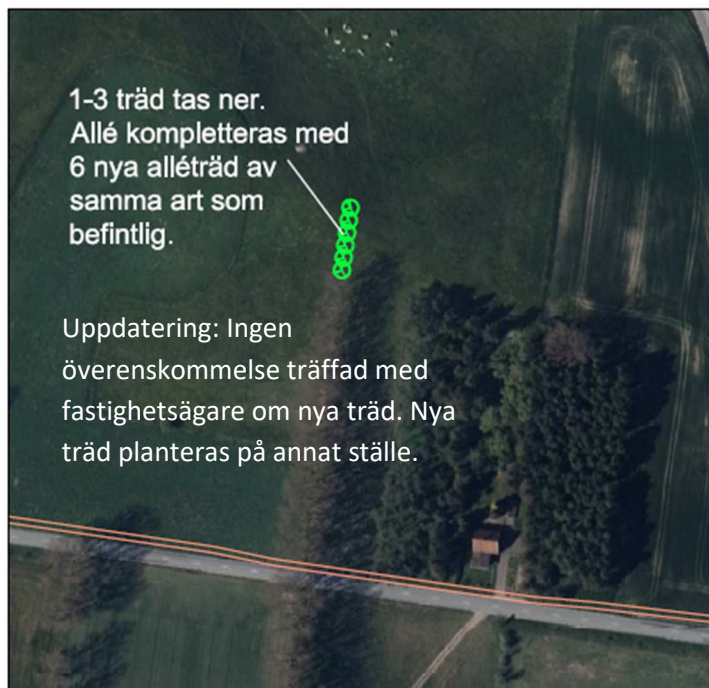 1-3 träd tas ner.
Allé kompletteras med
6 nya alléträd av
samma art som
befintlig.
Uppdatering: Ingen
överenskommelse träffad med
fastighetsägare om nya träd. Nya
träd planteras på annat ställe.